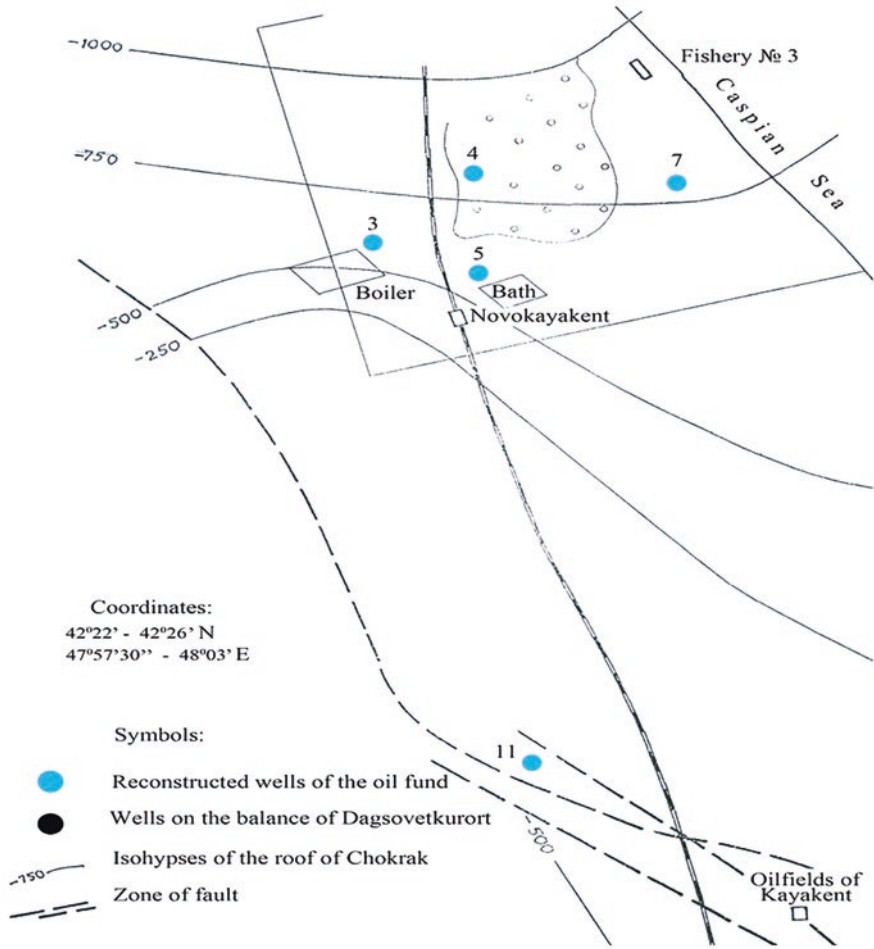 -1000
Fishery № 3
Caspian
Sea
-750
4
7
3
5
Boiler
Bath
Novokayakent
-500
-250
Coordinates:
42º22’ - 42º26’ N
47º57’30’’ - 48º03’ E
Symbols:
11
Reconstructed wells of the oil fund
Wells on the balance of Dagsovetkurort
-500
-750 Isohypses of the roof of Chokrak
Zone of fault
Oilfields of
Kayakent